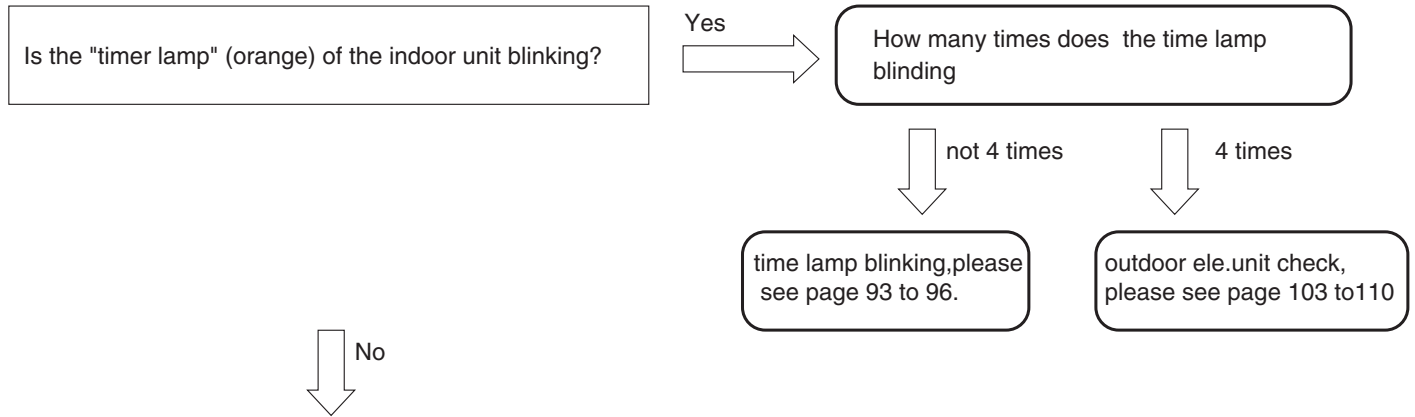 Is the "timer lamp" (orange) of the indoor unit blinking?
Yes
How many times does  the time lamp
blinding
not 4 times
4 times
time lamp blinking,please
see page 93 to 96.
outdoor ele.unit check,
please see page 103 to110
No